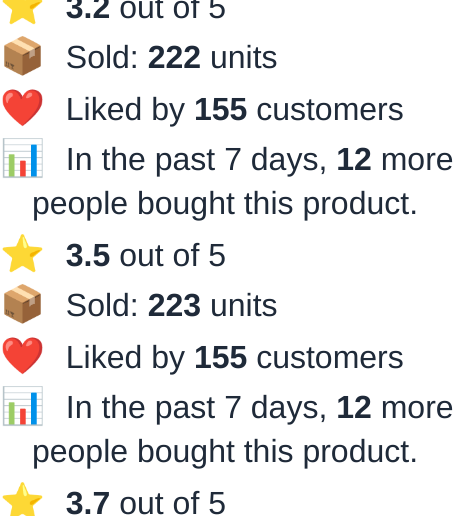 3.2 out of 5
Sold: 222 units
Liked by 155 customers
In the past 7 days, 12 more
people bought this product.
3.5 out of 5
Sold: 223 units
Liked by 155 customers
In the past 7 days, 12 more
people bought this product.
3.7 out of 5